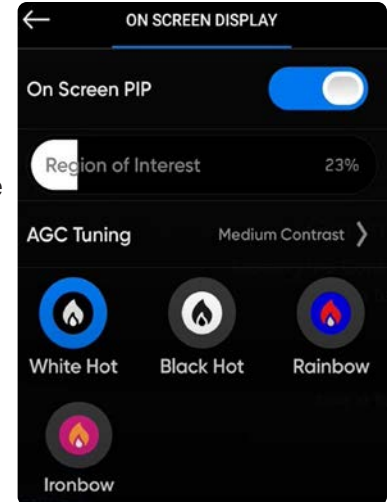 ON SCREEN DISPLAY
On Screen PIP
Region of Interest 23%
AGC Tuning Medium Contrast
White Hot Black Hot Rainbow
Ironbow